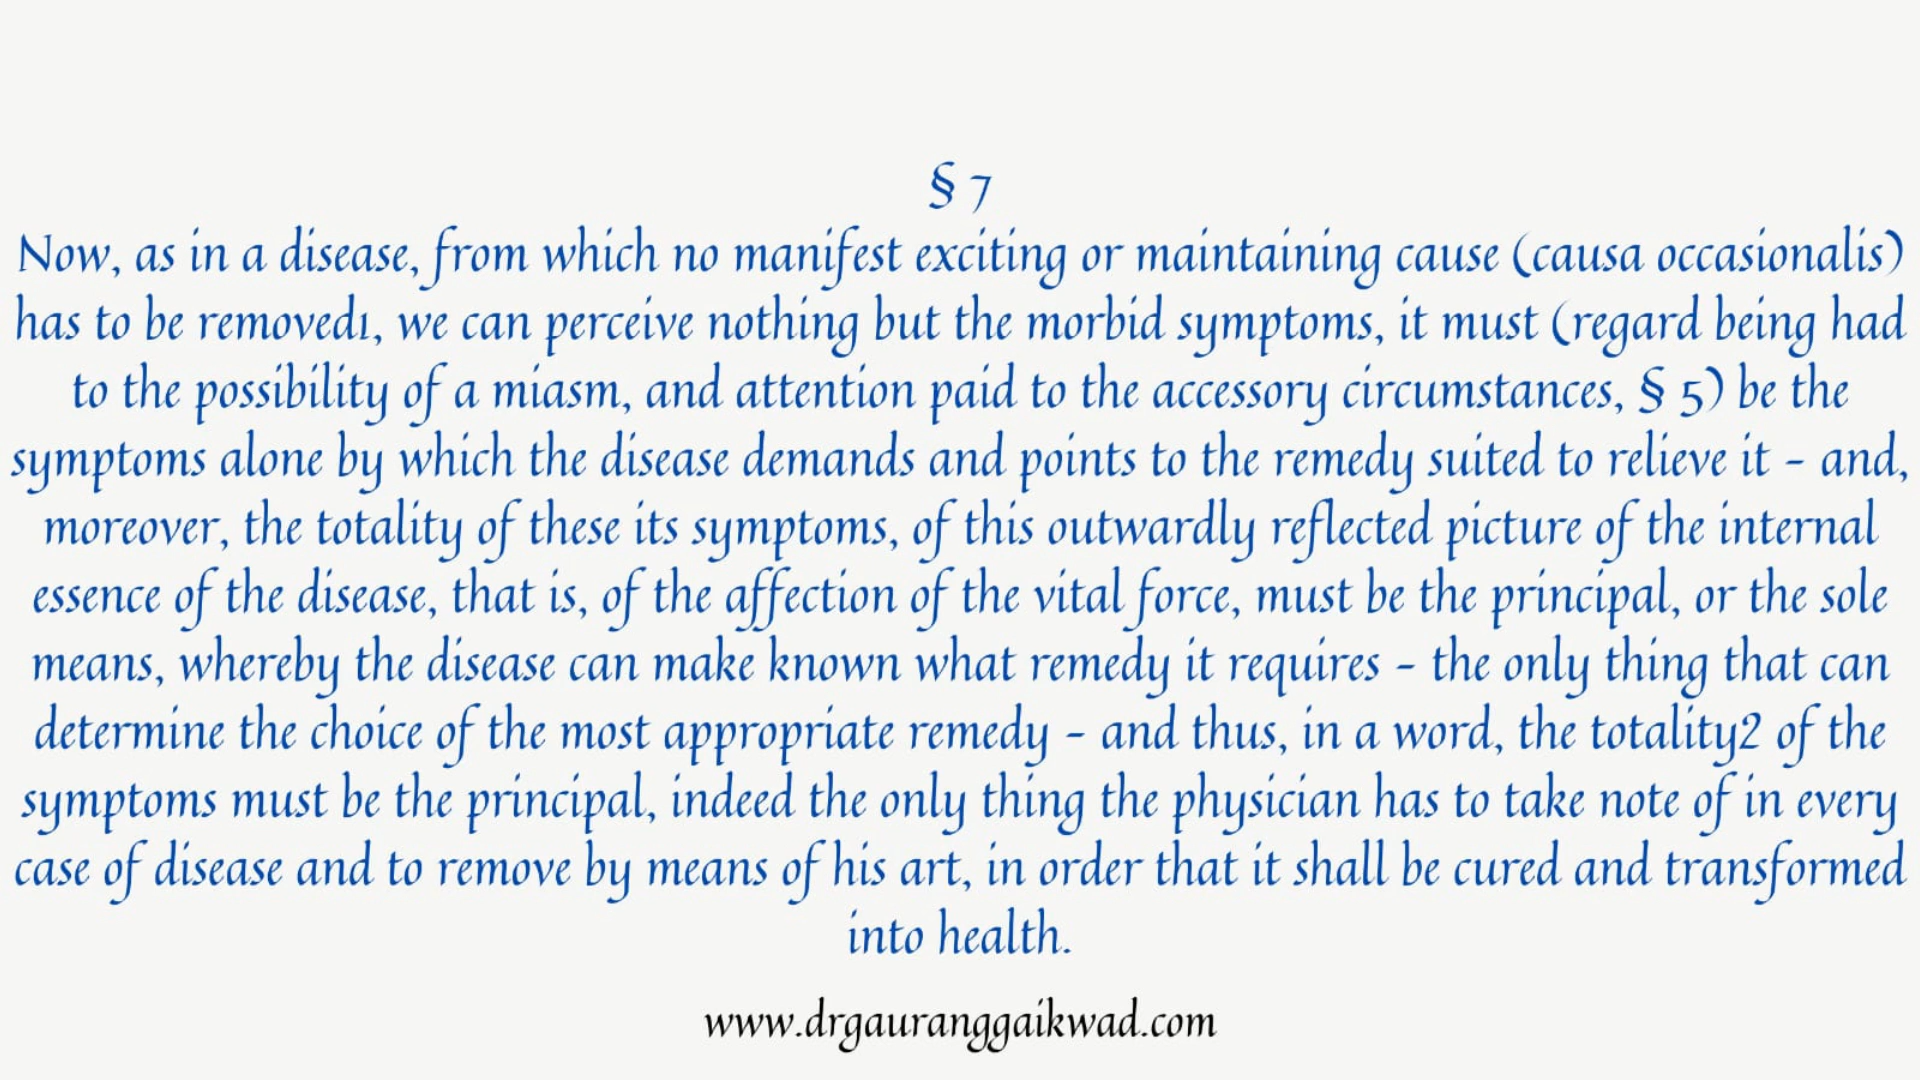 § 7
Now, as in a disease, from which no manifest exciting or maintaining cause (causa occasionalis)
has to be removed1, we can perceive nothing but the morbid symptoms, it must (regard being had
to the possibility of a miasm, and attention paid to the accessory circumstances, § 5) be the
symptoms alone by which the disease demands and points to the remedy suited to relieve it - and,
moreover, the totality of these its symptoms, of this outwardly reflected picture of the internal
essence of the disease, that is, of the affection of the vital force, must be the principal, or the sole
means, whereby the disease can make known what remedy it requires - the only thing that can
determine the choice of the most appropriate remedy - and thus, in a word, the totality2 of the
symptoms must be the principal, indeed the only thing the physician has to take note of in every
case of disease and to remove by means of his art, in order that it shall be cured and transformed
into health.
www.drgauranggaikwad.com